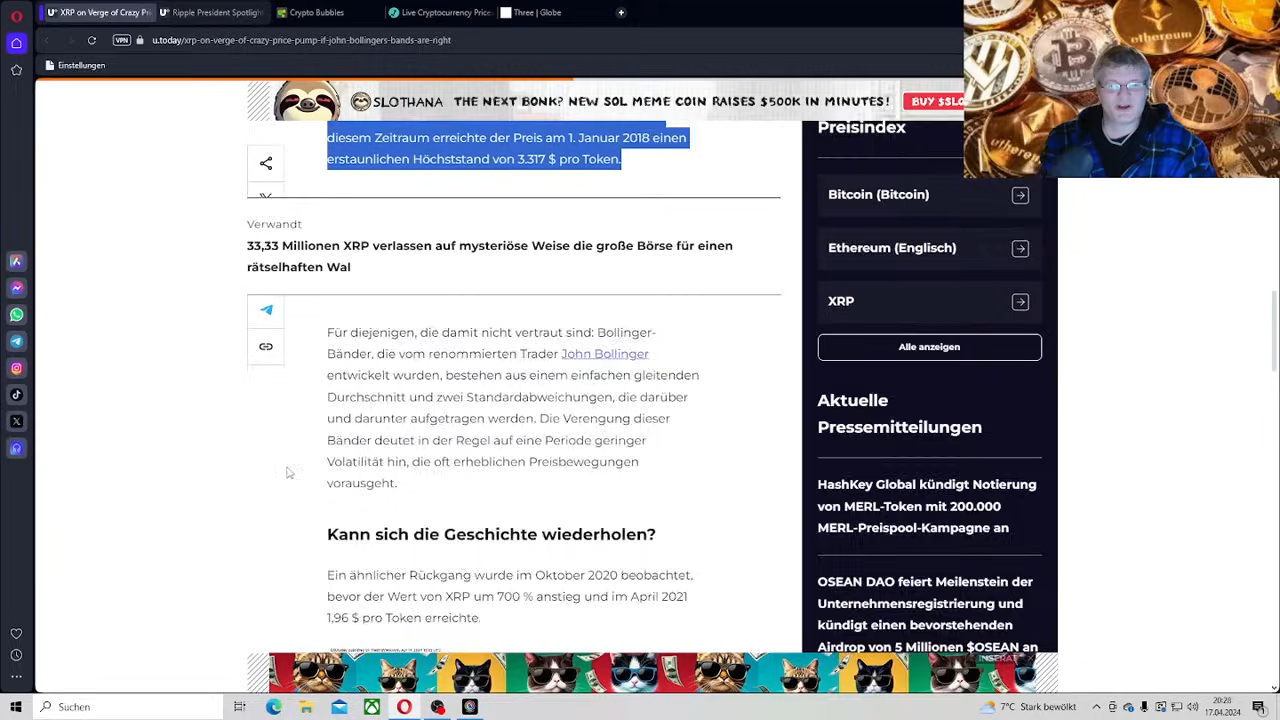 XRP on Verge of Crazy Pri
Ripple President Spotligh
Crypto Bubbles
Live Cryptocurrency Price
Three | Globe
VPN
u.today/xrp-on-verge-of-crazy-price-pump-if-john-bollingers-bands-are-right
Einstellungen
SLOTHANA THE NEXT BONK? NEW SOL MEME COIN RAISES $500K IN MINUTES! BUY $SLO
diesem Zeitraum erreichte der Preis am 1. Januar 2018 einen
erstaunlichen Höchststand von 3.317 $ pro Token.
Verwandt
33,33 Millionen XRP verlassen auf mysteriöse Weise die große Börse für einen
rätselhaften Wal
Für diejenigen, die damit nicht vertraut sind: Bollinger-
Bänder, die vom renommierten Trader John Bollinger
entwickelt wurden, bestehen aus einem einfachen gleitenden
Durchschnitt und zwei Standardabweichungen, die darüber
und darunter aufgetragen werden. Die Verengung dieser
Bänder deutet in der Regel auf eine Periode geringer
Volatilität hin, die oft erheblichen Preisbewegungen
vorausgeht.
Kann sich die Geschichte wiederholen?
Ein ähnlicher Rückgang wurde im Oktober 2020 beobachtet,
bevor der Wert von XRP um 700 % anstieg und im April 2021
1,96 $ pro Token erreichte.
Preisindex
Bitcoin (Bitcoin)
Ethereum (Englisch)
XRP
Alle anzeigen
Aktuelle
Pressemitteilungen
HashKey Global kündigt Notierung
von MERL-Token mit 200.000
MERL-Preispool-Kampagne an
OSEAN DAO feiert Meilenstein der
Unternehmensregistrierung und
kündigt einen bevorstehenden
Airdrop von 5 Millionen $OSEAN an
INSERAT
ethereum
Suchen
7°C Stark bewölkt
20:28
17.04.2024